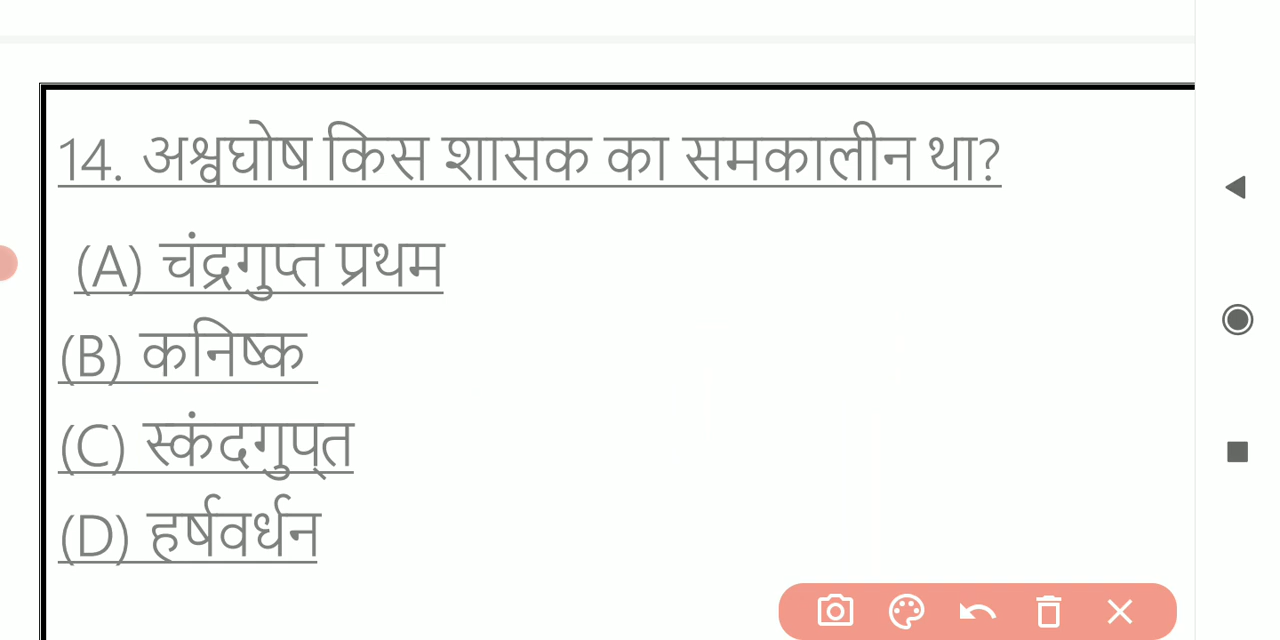 14. अश्वघोष किस शासक का समकालीन था?
(A) चंद्रगुप्त प्रथम
(B) कनिष्क
(C) स्कंदगुप्‌त
(D) हर्षवर्धन